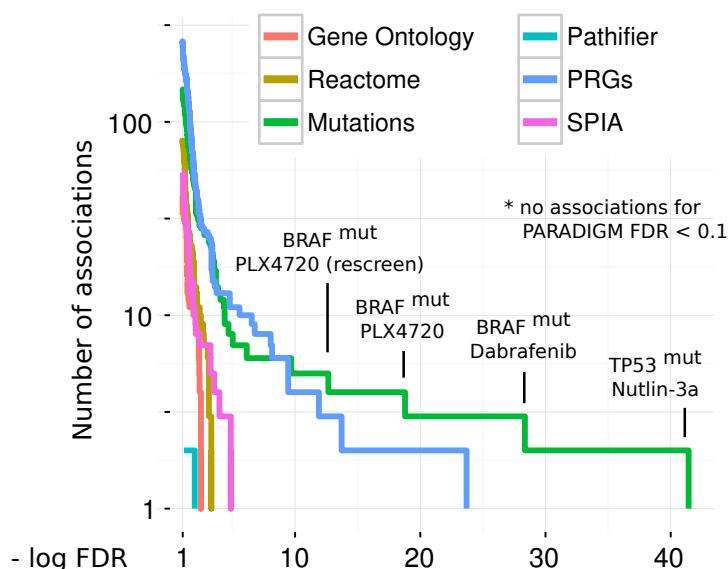 Gene Ontology
Reactome
Mutations
Pathifier
PRGs
SPIA
Number of associations
100
10
1
* no associations for
PARADIGM FDR < 0.1
BRAF mut
PLX4720 (rescreen)
BRAF mut
PLX4720
BRAF mut
Dabrafenib
TP53 mut
Nutlin-3a
- log FDR
1
10
20
30
40